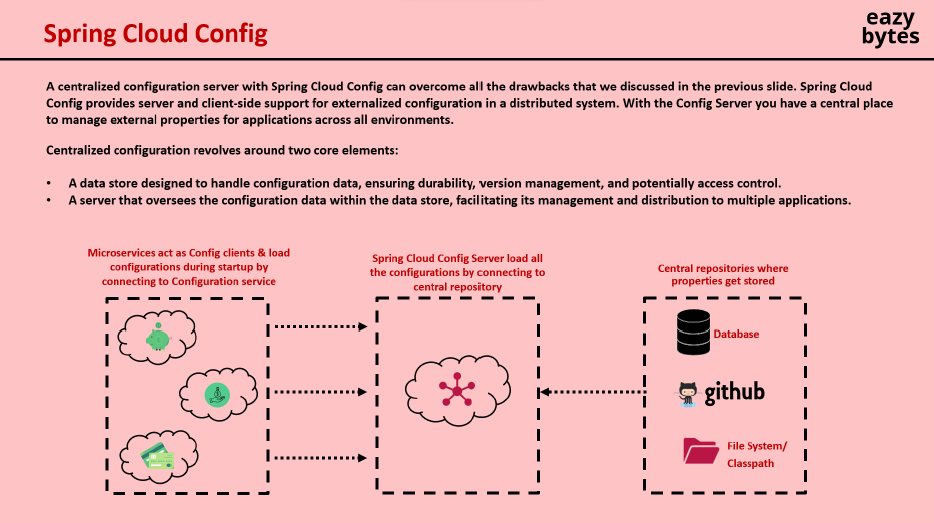 Spring Cloud Config
eazy
bytes
A centralized configuration server with Spring Cloud Config can overcome all the drawbacks that we discussed in the previous slide. Spring Cloud
Config provides server and client-side support for externalized configuration in a distributed system. With the Config Server you have a central place
to manage external properties for applications across all environments.
Centralized configuration revolves around two core elements:
• A data store designed to handle configuration data, ensuring durability, version management, and potentially access control.
• A server that oversees the configuration data within the data store, facilitating its management and distribution to multiple applications.
Microservices act as Config clients & load
configurations during startup by
connecting to Configuration service
Spring Cloud Config Server load all
the configurations by connecting to
central repository
Central repositories where
properties get stored
Database
github
File System/
Classpath